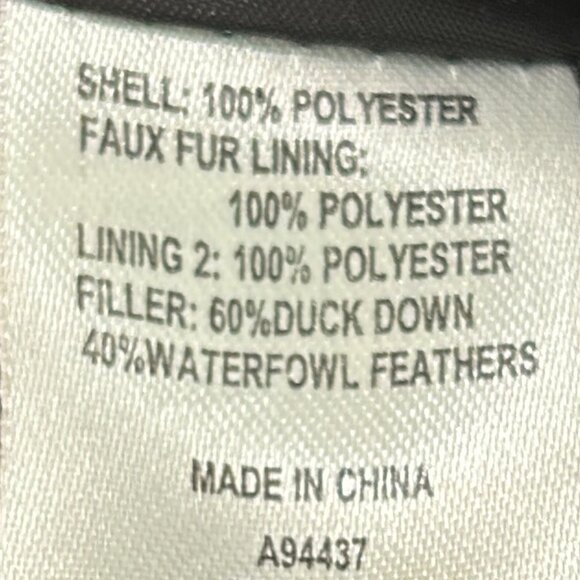 SHELL: 100% POLYESTER
FAUX FUR LINING:
100% POLYESTER
LINING 2: 100% POLYESTER
FILLER: 60%DUCK DOWN
40%WATERFOWL FEATHERS
MADE IN CHINA
A94437